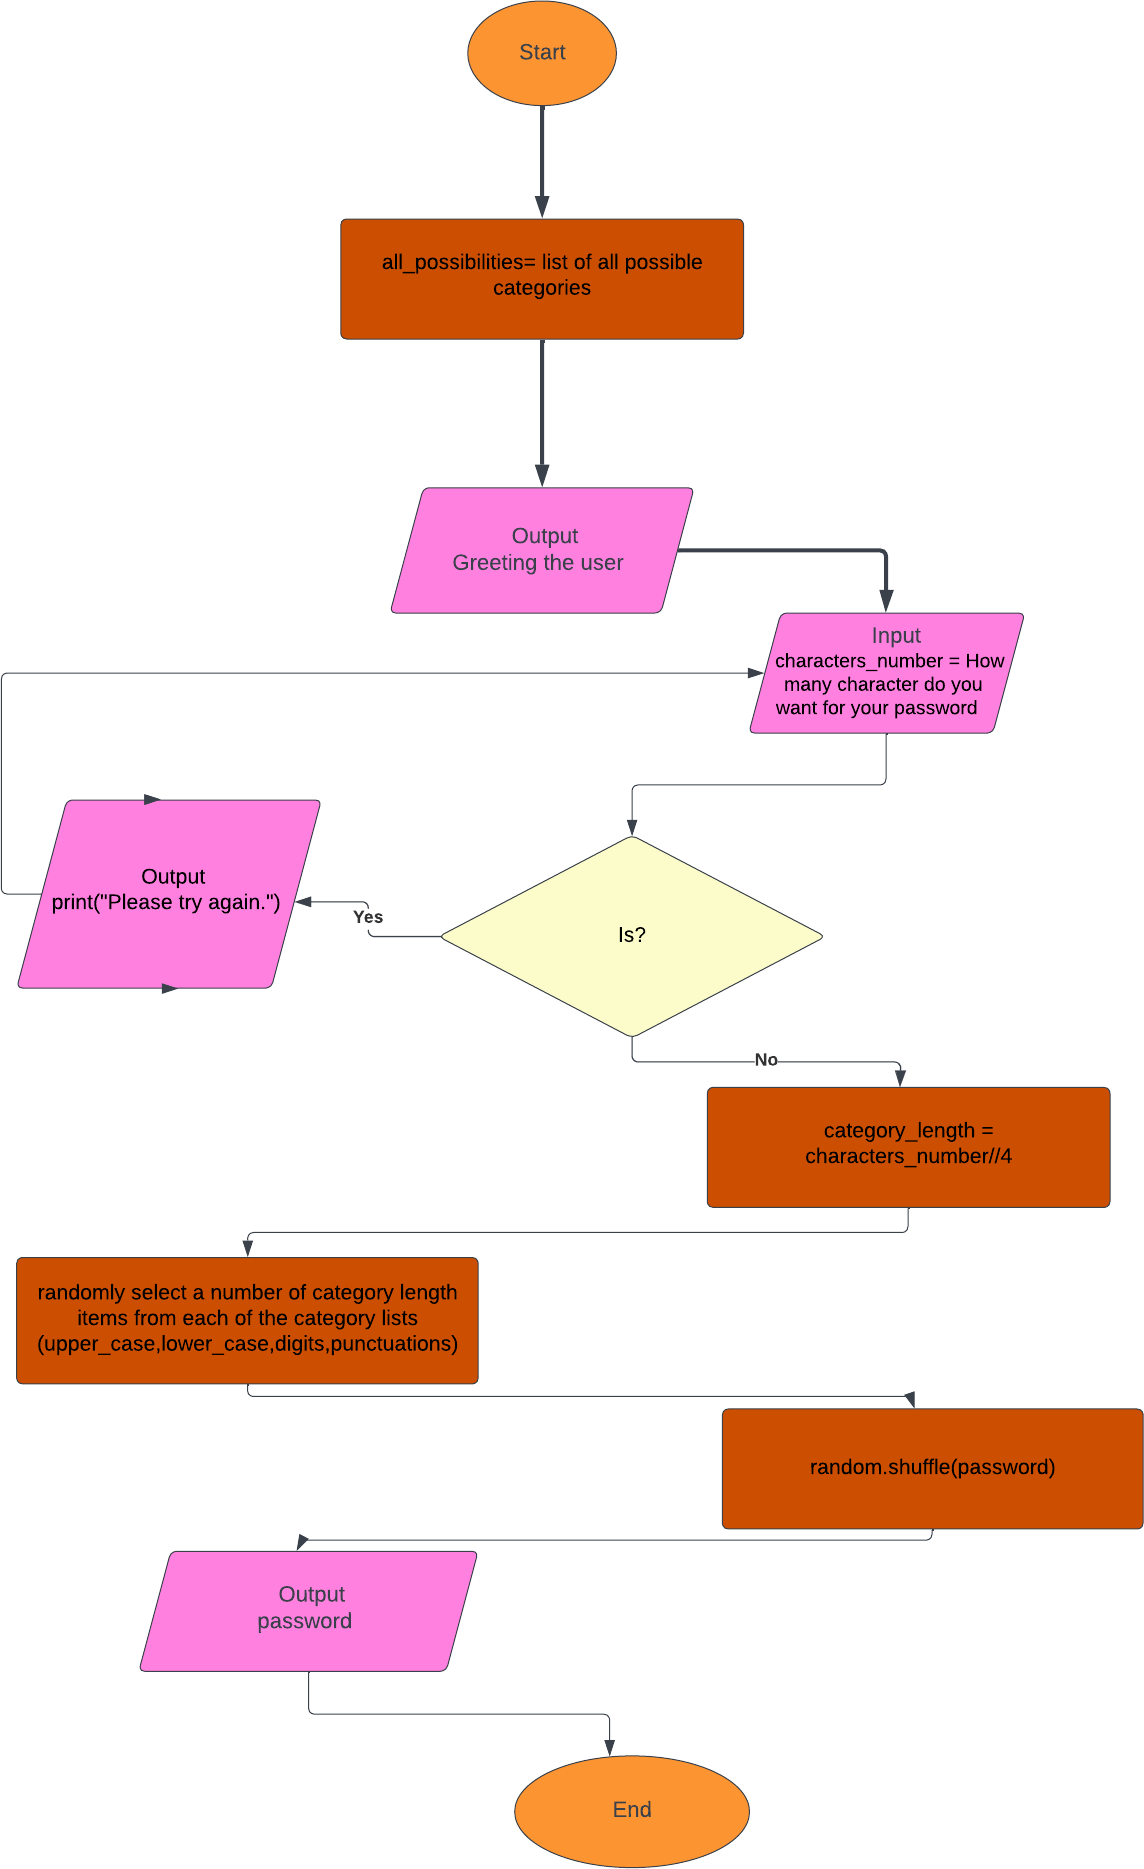 Start
all_possibilities= list of all possible
categories
Output
Greeting the user
Input
characters_number = How
many character do you
want for your password
Output
print("Please try again.")
Yes
Is?
No
category_length =
characters_number//4
randomly select a number of category length
items from each of the category lists
(upper_case,lower_case,digits,punctuations)
random.shuffle(password)
Output
password
End